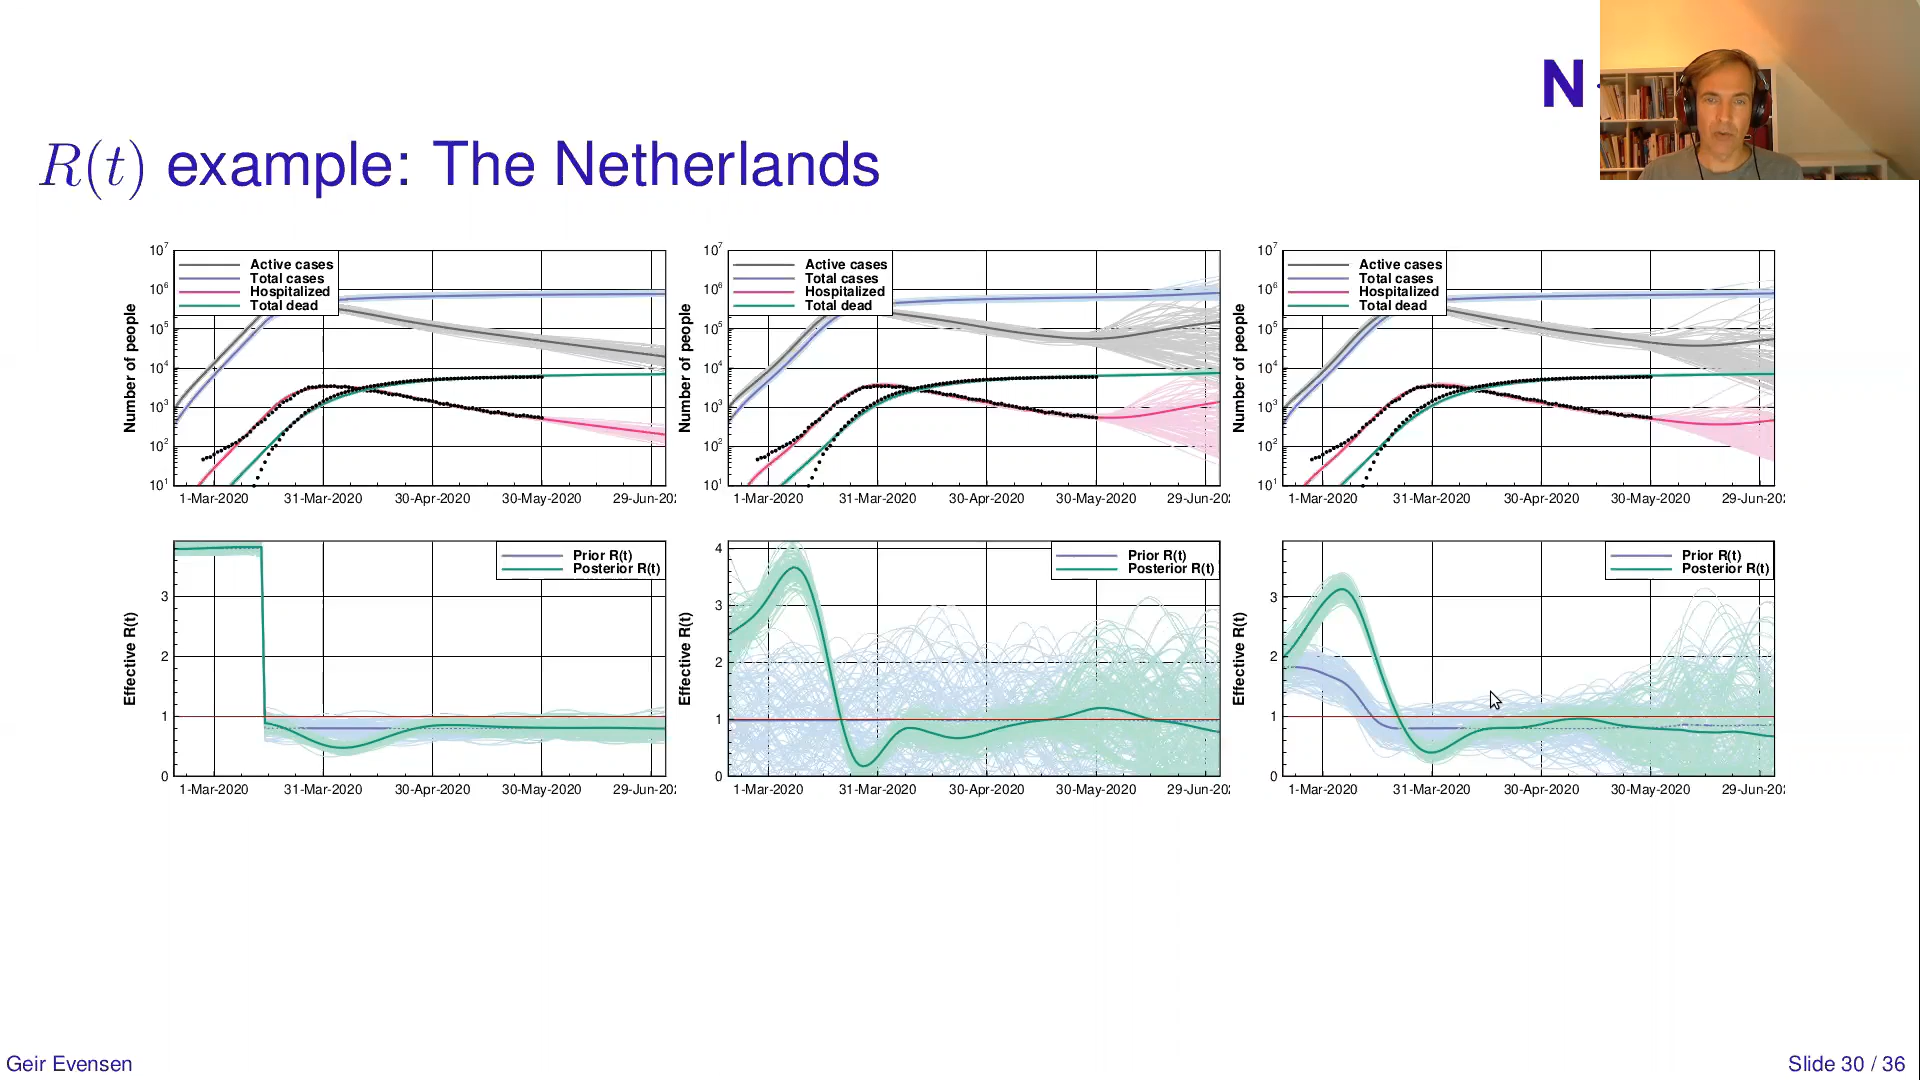 N
R(t) example: The Netherlands
10^7
10^6
10^5
10^4
10^3
10^2
10^1
Number of people
Active cases
Total cases
Hospitalized
Total dead
1-Mar-2020 31-Mar-2020 30-Apr-2020 30-May-2020 29-Jun-202
10^7
10^6
10^5
10^4
10^3
10^2
10^1
Number of people
Active cases
Total cases
Hospitalized
Total dead
1-Mar-2020 31-Mar-2020 30-Apr-2020 30-May-2020 29-Jun-202
10^7
10^6
10^5
10^4
10^3
10^2
10^1
Number of people
Active cases
Total cases
Hospitalized
Total dead
1-Mar-2020 31-Mar-2020 30-Apr-2020 30-May-2020 29-Jun-202
3
2
1
0
Effective R(t)
Prior R(t)
Posterior R(t)
1-Mar-2020 31-Mar-2020 30-Apr-2020 30-May-2020 29-Jun-202
4
3
2
1
0
Effective R(t)
Prior R(t)
Posterior R(t)
1-Mar-2020 31-Mar-2020 30-Apr-2020 30-May-2020 29-Jun-202
3
2
1
0
Effective R(t)
Prior R(t)
Posterior R(t)
1-Mar-2020 31-Mar-2020 30-Apr-2020 30-May-2020 29-Jun-202
Geir Evensen
Slide 30 / 36